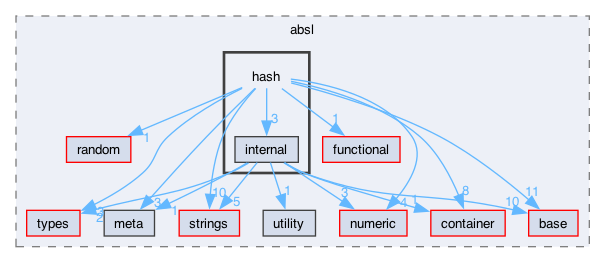 absl
hash
3
1
1
random
internal
functional
2
3
1
10
5
1
3
4
1
8
10
11
types
meta
strings
utility
numeric
container
base